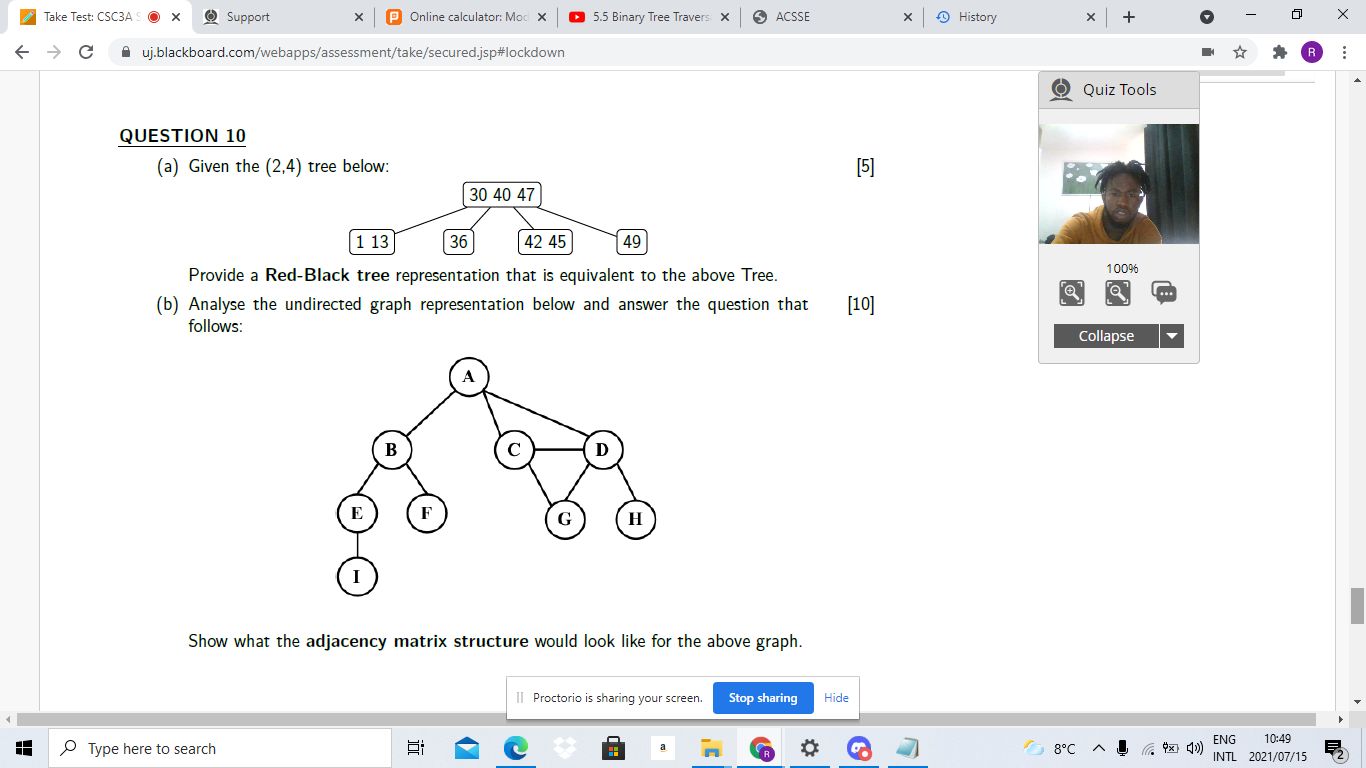 Take Test: CSC3A S
Support
Online calculator: Mod
5.5 Binary Tree Travers
ACSSE
History
uj.blackboard.com/webapps/assessment/take/secured.jsp#lockdown
R
Quiz Tools
QUESTION 10
(a) Given the (2,4) tree below: [5]
30 40 47
1 13 36 42 45 49
Provide a Red-Black tree representation that is equivalent to the above Tree.
100%
(b) Analyse the undirected graph representation below and answer the question that [10]
follows:
Collapse
A
B C D
E F G H
I
Show what the adjacency matrix structure would look like for the above graph.
Proctorio is sharing your screen. Stop sharing Hide
Type here to search
a
R
8°C
ENG
INTL
10:49
2021/07/15
2